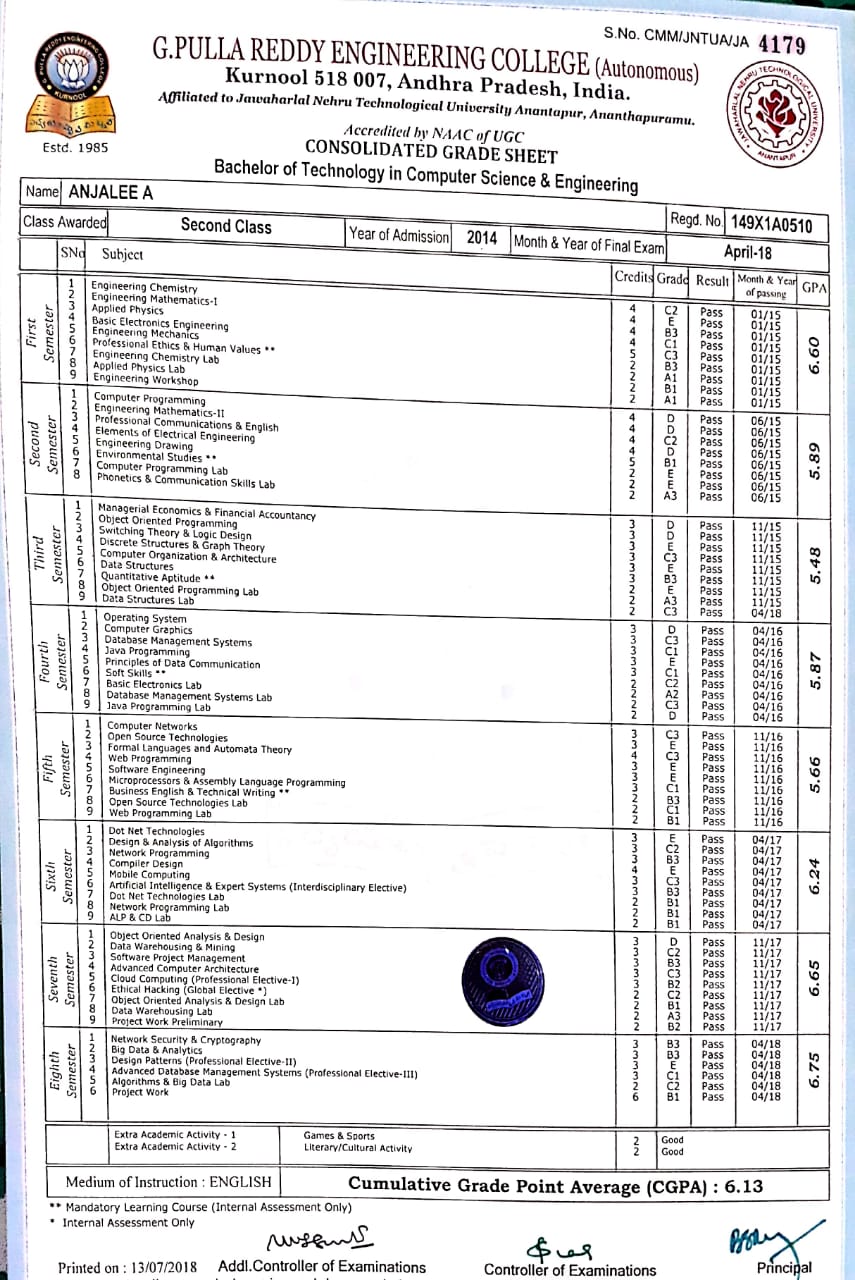 S.No. CMM/JNTUA/JA 4179
G.PULLA REDDY ENGINEERING COLLEGE (Autonomous)
Kurnool 518 007, Andhra Pradesh, India.
Affiliated to Jawaharlal Nehru Technological University Anantapur, Ananthapuramu.
Accredited by NAAC of UGC
Estd. 1985
CONSOLIDATED GRADE SHEET
Bachelor of Technology in Computer Science & Engineering
Name ANJALEE A
Regd. No. 149X1A0510
Class Awarded Second Class Year of Admission 2014 Month & Year of Final Exam April-18
SNo Subject Credits Grade Result Month & Year of passing GPA
First Semester 6.60
1 Engineering Chemistry 4 C2 Pass 01/15
2 Engineering Mathematics-I 4 E Pass 01/15
3 Applied Physics 4 B3 Pass 01/15
4 Basic Electronics Engineering 4 C1 Pass 01/15
5 Engineering Mechanics 5 C3 Pass 01/15
6 Professional Ethics & Human Values ** 2 B3 Pass 01/15
7 Engineering Chemistry Lab 2 A1 Pass 01/15
8 Applied Physics Lab 2 B1 Pass 01/15
9 Engineering Workshop 2 A1 Pass 01/15
Second Semester 5.89
1 Computer Programming 4 D Pass 06/15
2 Engineering Mathematics-II 4 D Pass 06/15
3 Professional Communications & English 4 C2 Pass 06/15
4 Elements of Electrical Engineering 4 D Pass 06/15
5 Engineering Drawing 5 B1 Pass 06/15
6 Environmental Studies ** 2 E Pass 06/15
7 Computer Programming Lab 2 E Pass 06/15
8 Phonetics & Communication Skills Lab 2 A3 Pass 06/15
Third Semester 5.48
1 Managerial Economics & Financial Accountancy 3 D Pass 11/15
2 Object Oriented Programming 3 D Pass 11/15
3 Switching Theory & Logic Design 3 E Pass 11/15
4 Discrete Structures & Graph Theory 3 C3 Pass 11/15
5 Computer Organization & Architecture 3 E Pass 11/15
6 Data Structures 3 B3 Pass 11/15
7 Quantitative Aptitude ** 2 E Pass 11/15
8 Object Oriented Programming Lab 2 A3 Pass 11/15
9 Data Structures Lab 2 C3 Pass 04/18
Fourth Semester 5.87
1 Operating System 3 D Pass 04/16
2 Computer Graphics 3 C3 Pass 04/16
3 Database Management Systems 3 C1 Pass 04/16
4 Java Programming 3 E Pass 04/16
5 Principles of Data Communication 3 C1 Pass 04/16
6 Soft Skills ** 2 C2 Pass 04/16
7 Basic Electronics Lab 2 A2 Pass 04/16
8 Database Management Systems Lab 2 C3 Pass 04/16
9 Java Programming Lab 2 D Pass 04/16
Fifth Semester 5.66
1 Computer Networks 3 C3 Pass 11/16
2 Open Source Technologies 3 E Pass 11/16
3 Formal Languages and Automata Theory 4 C3 Pass 11/16
4 Web Programming 3 E Pass 11/16
5 Software Engineering 3 E Pass 11/16
6 Microprocessors & Assembly Language Programming 3 C1 Pass 11/16
7 Business English & Technical Writing ** 2 B3 Pass 11/16
8 Open Source Technologies Lab 2 C1 Pass 11/16
9 Web Programming Lab 2 B1 Pass 11/16
Sixth Semester 6.24
1 Dot Net Technologies 3 E Pass 04/17
2 Design & Analysis of Algorithms 3 C2 Pass 04/17
3 Network Programming 3 B3 Pass 04/17
4 Compiler Design 4 E Pass 04/17
5 Mobile Computing 3 C3 Pass 04/17
6 Artificial Intelligence & Expert Systems (Interdisciplinary Elective) 3 B3 Pass 04/17
7 Dot Net Technologies Lab 2 B1 Pass 04/17
8 Network Programming Lab 2 B1 Pass 04/17
9 ALP & CD Lab 2 B1 Pass 04/17
Seventh Semester 6.65
1 Object Oriented Analysis & Design 3 D Pass 11/17
2 Data Warehousing & Mining 3 C2 Pass 11/17
3 Software Project Management 3 B3 Pass 11/17
4 Advanced Computer Architecture 3 C3 Pass 11/17
5 Cloud Computing (Professional Elective-I) 3 B2 Pass 11/17
6 Ethical Hacking (Global Elective *) 2 C2 Pass 11/17
7 Object Oriented Analysis & Design Lab 2 B1 Pass 11/17
8 Data Warehousing Lab 2 A3 Pass 11/17
9 Project Work Preliminary 2 B2 Pass 11/17
Eighth Semester 6.75
1 Network Security & Cryptography 3 B3 Pass 04/18
2 Big Data & Analytics 3 B3 Pass 04/18
3 Design Patterns (Professional Elective-II) 3 E Pass 04/18
4 Advanced Database Management Systems (Professional Elective-III) 3 C1 Pass 04/18
5 Algorithms & Big Data Lab 2 C2 Pass 04/18
6 Project Work 6 B1 Pass 04/18
Extra Academic Activity - 1 Games & Sports 2 Good
Extra Academic Activity - 2 Literary/Cultural Activity 2 Good
Medium of Instruction : ENGLISH Cumulative Grade Point Average (CGPA) : 6.13
** Mandatory Learning Course (Internal Assessment Only)
* Internal Assessment Only
Printed on : 13/07/2018 Addl.Controller of Examinations Controller of Examinations Principal